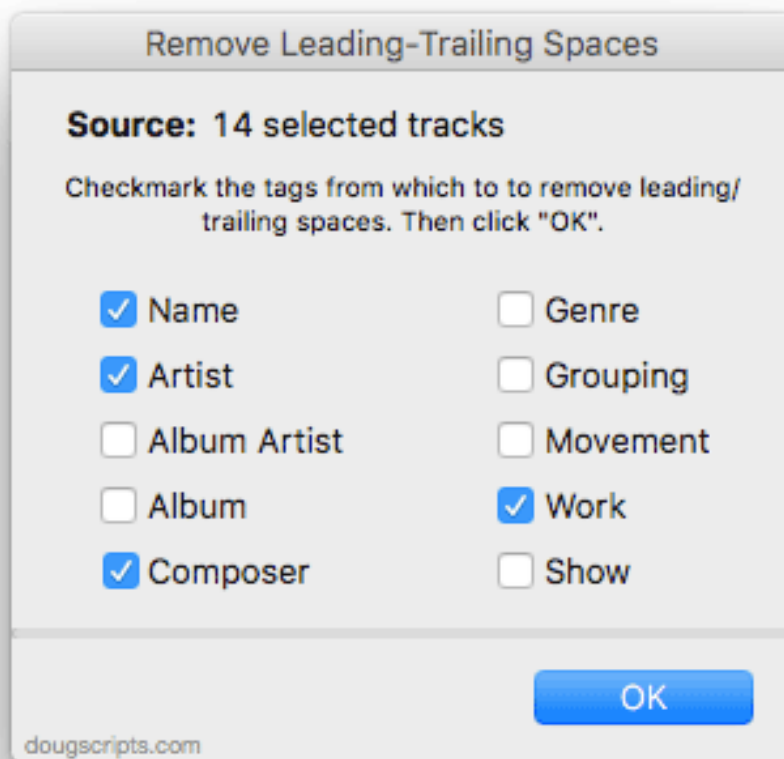 Remove Leading-Trailing Spaces
Source: 14 selected tracks
Checkmark the tags from which to to remove leading/
trailing spaces. Then click "OK".
Name
Genre
Artist
Grouping
Album Artist
Movement
Album
Work
Composer
Show
OK
dougscripts.com